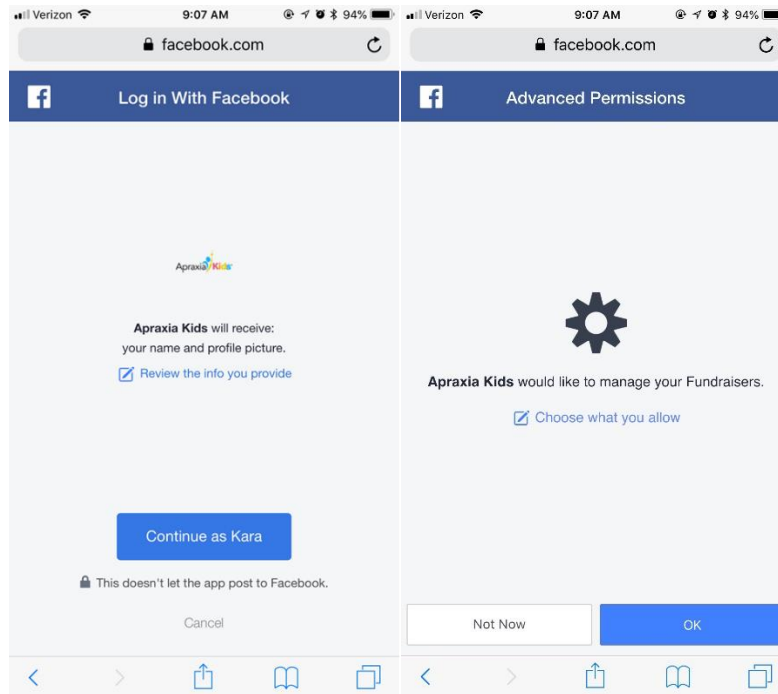 Verizon 9:07 AM 94%
facebook.com
f Log in With Facebook
Apraxia Kids
Apraxia Kids will receive:
your name and profile picture.
Review the info you provide
Continue as Kara
This doesn't let the app post to Facebook.
Cancel
Verizon 9:07 AM 94%
facebook.com
f Advanced Permissions
Apraxia Kids would like to manage your Fundraisers.
Choose what you allow
Not Now OK